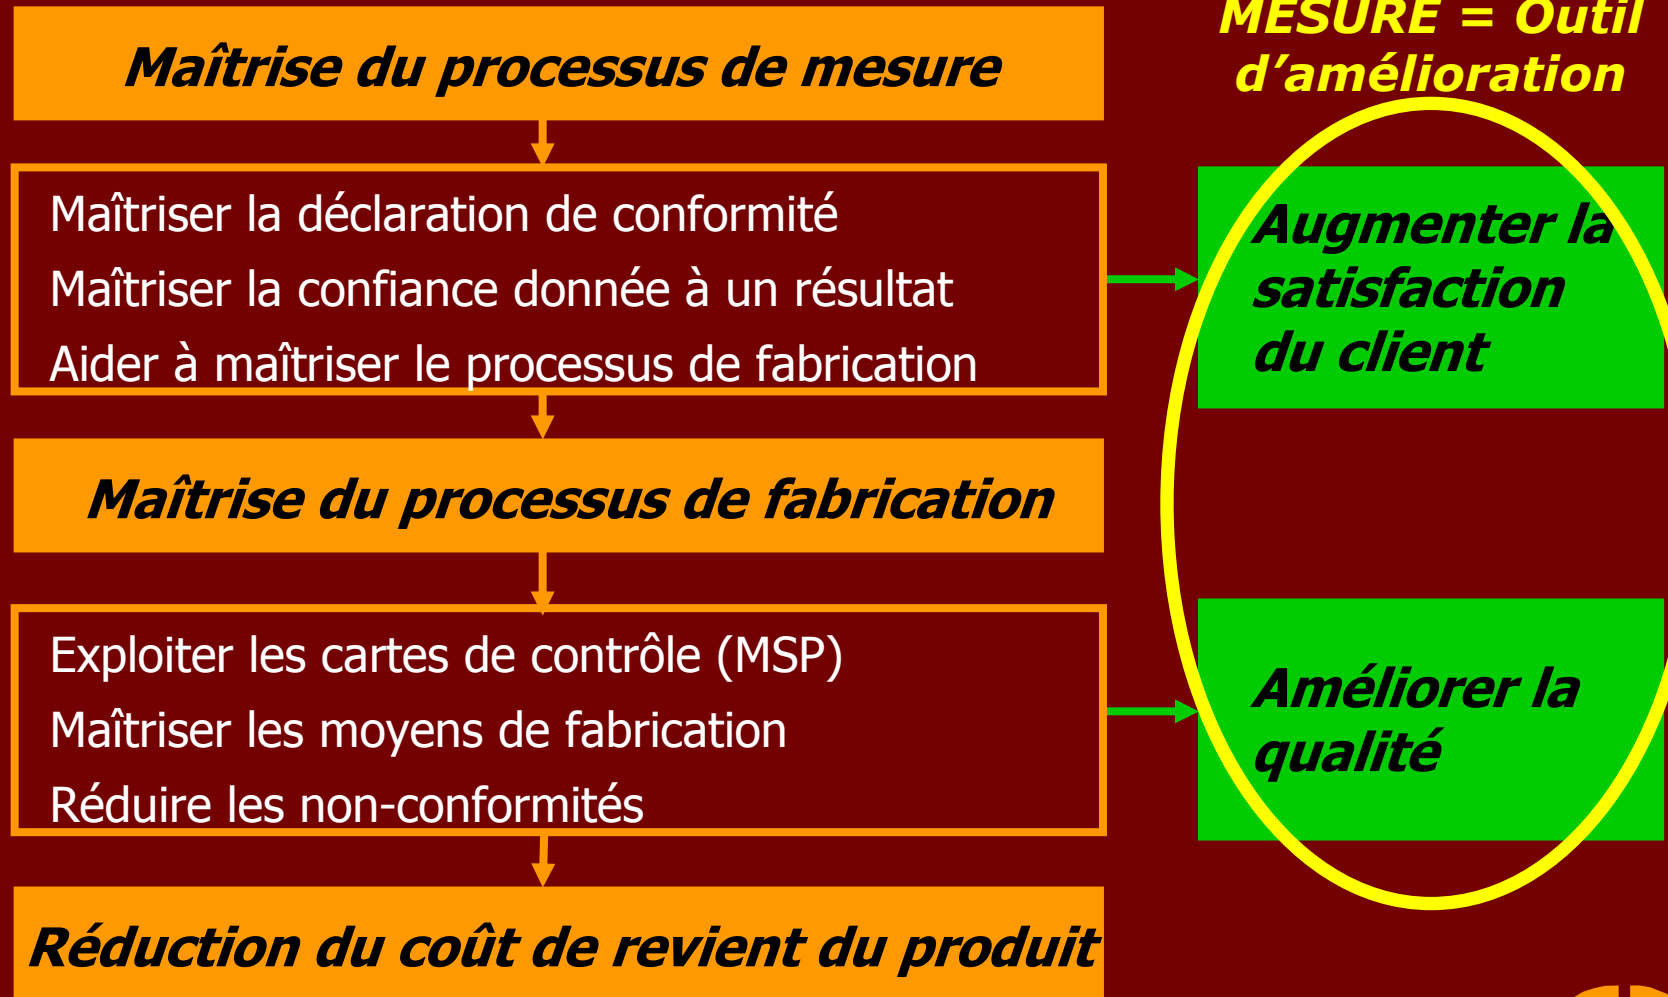 MESURE = Outil
d’amélioration
Maîtrise du processus de mesure
Maîtriser la déclaration de conformité
Maîtriser la confiance donnée à un résultat
Aider à maîtriser le processus de fabrication
Augmenter la
satisfaction
du client
Maîtrise du processus de fabrication
Exploiter les cartes de contrôle (MSP)
Maîtriser les moyens de fabrication
Réduire les non-conformités
Améliorer la
qualité
Réduction du coût de revient du produit